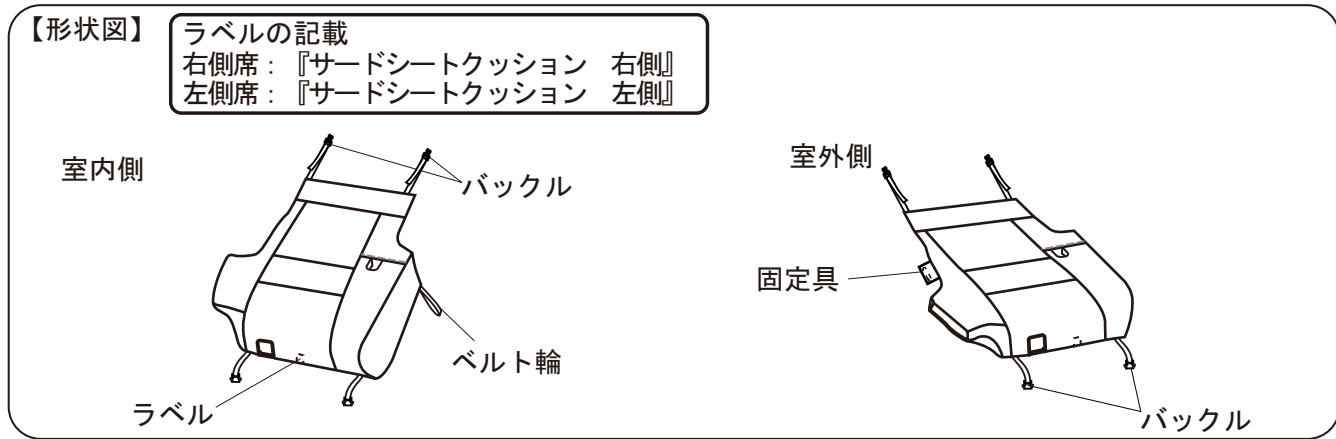 【形状図】
ラベルの記載
右側席：『サードシートクッション　右側』
左側席：『サードシートクッション　左側』
室内側
バックル
ベルト輪
ラベル
室外側
固定具
バックル